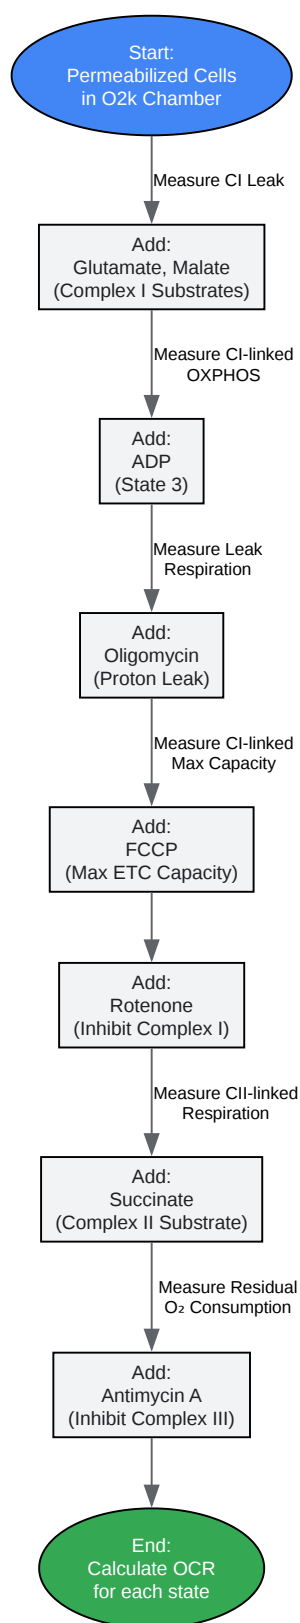 Start:
Permeabilized Cells
in O2k Chamber
Measure CI Leak
Add:
Glutamate, Malate
(Complex I Substrates)
Measure CI-linked
OXPHOS
Add:
ADP
(State 3)
Measure Leak
Respiration
Add:
Oligomycin
(Proton Leak)
Measure CI-linked
Max Capacity
Add:
FCCP
(Max ETC Capacity)
Add:
Rotenone
(Inhibit Complex I)
Measure CII-linked
Respiration
Add:
Succinate
(Complex II Substrate)
Measure Residual
O₂ Consumption
Add:
Antimycin A
(Inhibit Complex III)
End:
Calculate OCR
for each state